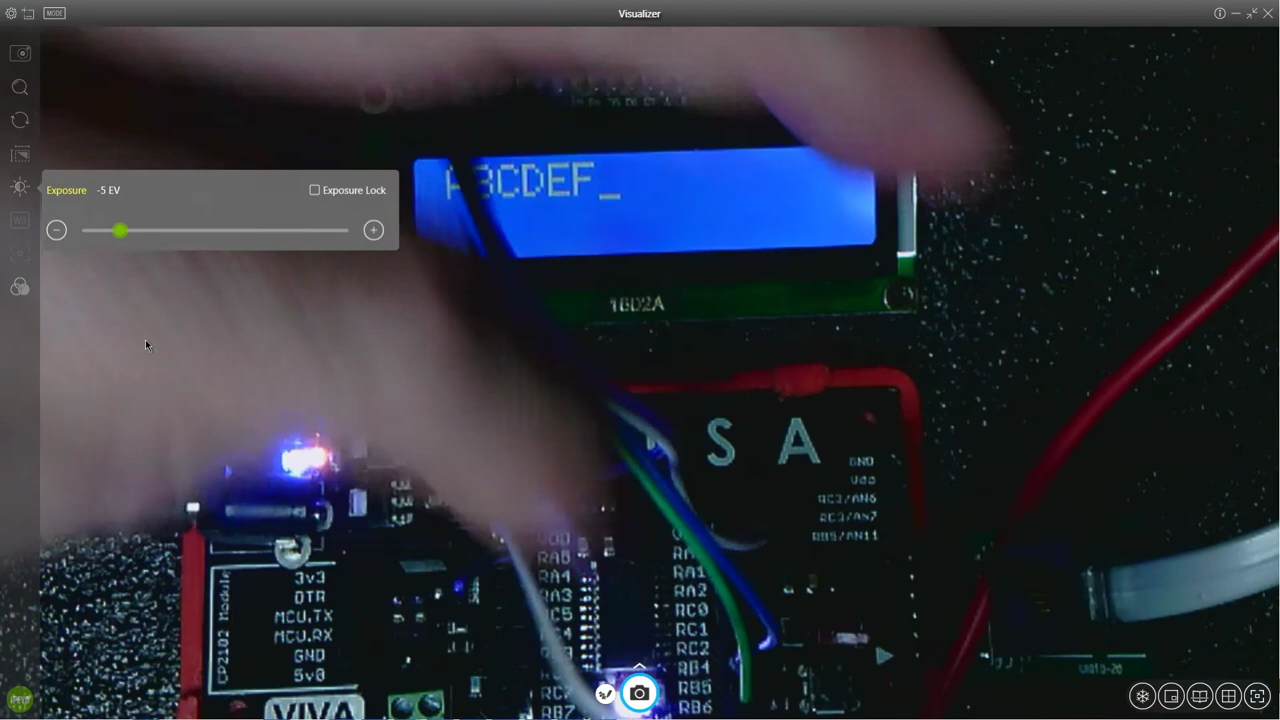 MODE
Visualizer
Exposure -5 EV
Exposure Lock
ABCDEF_
1602A
S A
GND
Vdd
RC2/AN6
RC3/AN7
RB5/AN11
CP2102 Module
3v3
DTR
MCU,TX
MCU,RX
GND
5v0
VIVA
RA5
RA4
RA3
RC5
RB7
RA1
RA2
RC0
RC1
RC2
RB4
RB5
RB6